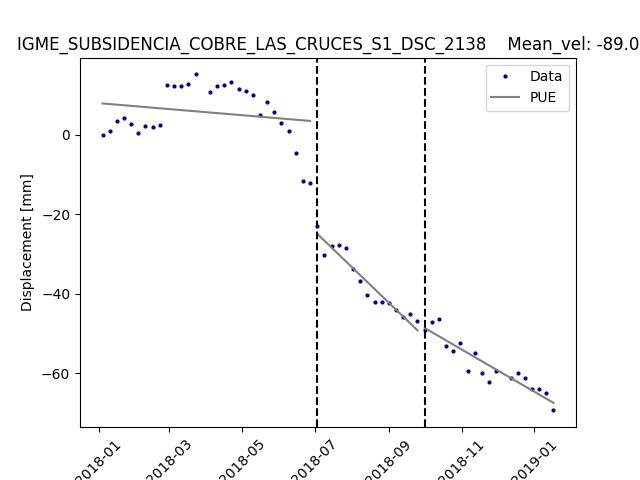 IGME_SUBSIDENCIA_COBRE_LAS_CRUCES_S1_DSC_2138    Mean_vel: -89.0
Data
PUE
Displacement [mm]
0
−20
−40
−60
2018-01
2018-03
2018-05
2018-07
2018-09
2018-11
2019-01